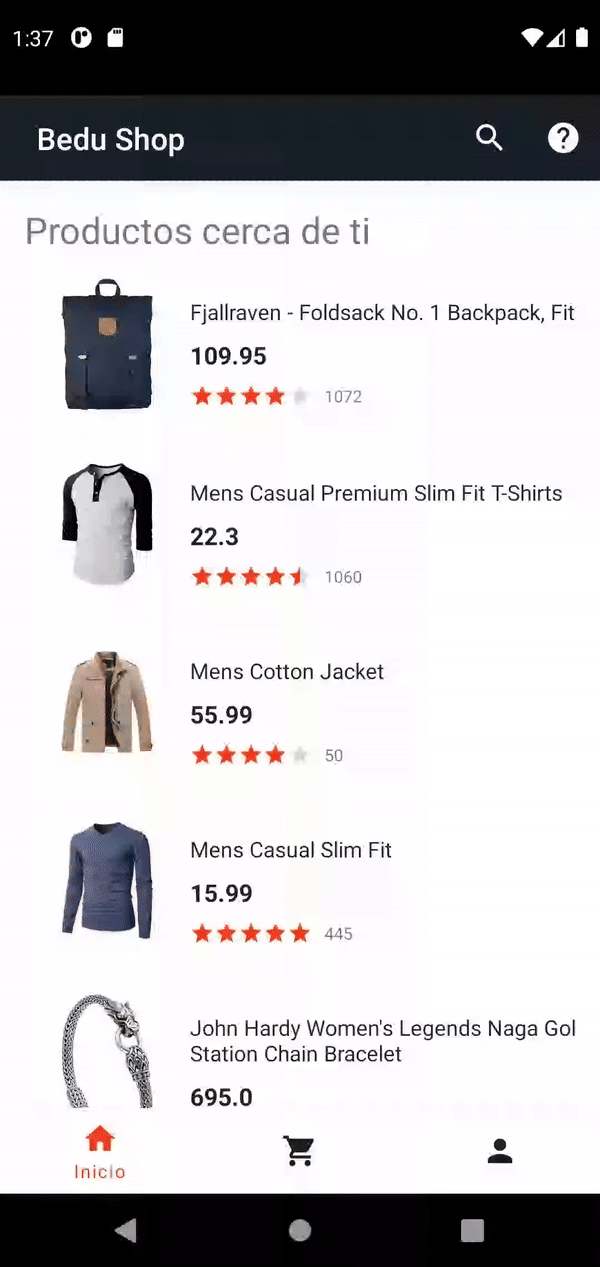 1:37
Bedu Shop
Productos cerca de ti
Fjallraven - Foldsack No. 1 Backpack, Fit
109.95
1072
Mens Casual Premium Slim Fit T-Shirts
22.3
1060
Mens Cotton Jacket
55.99
50
Mens Casual Slim Fit
15.99
445
John Hardy Women's Legends Naga Gol
Station Chain Bracelet
695.0
Inicio